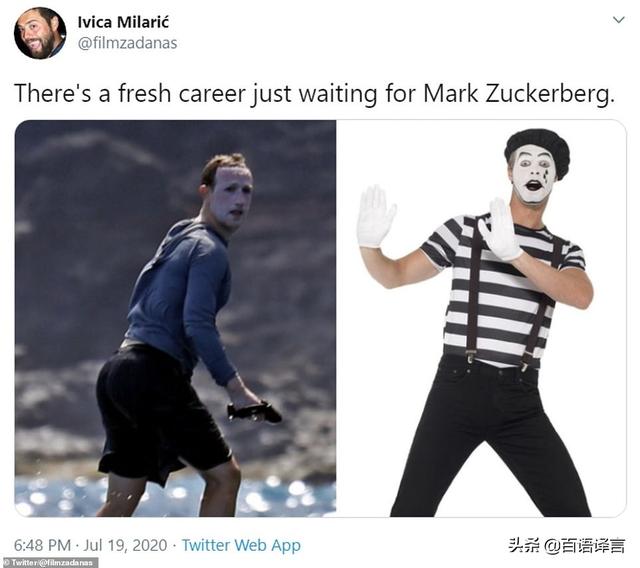 Ivica Milarić
@filmzadanas
There's a fresh career just waiting for Mark Zuckerberg.
6:48 PM · Jul 19, 2020 · Twitter Web App
头条 @百语译言
© Twitter/@filmzadanas